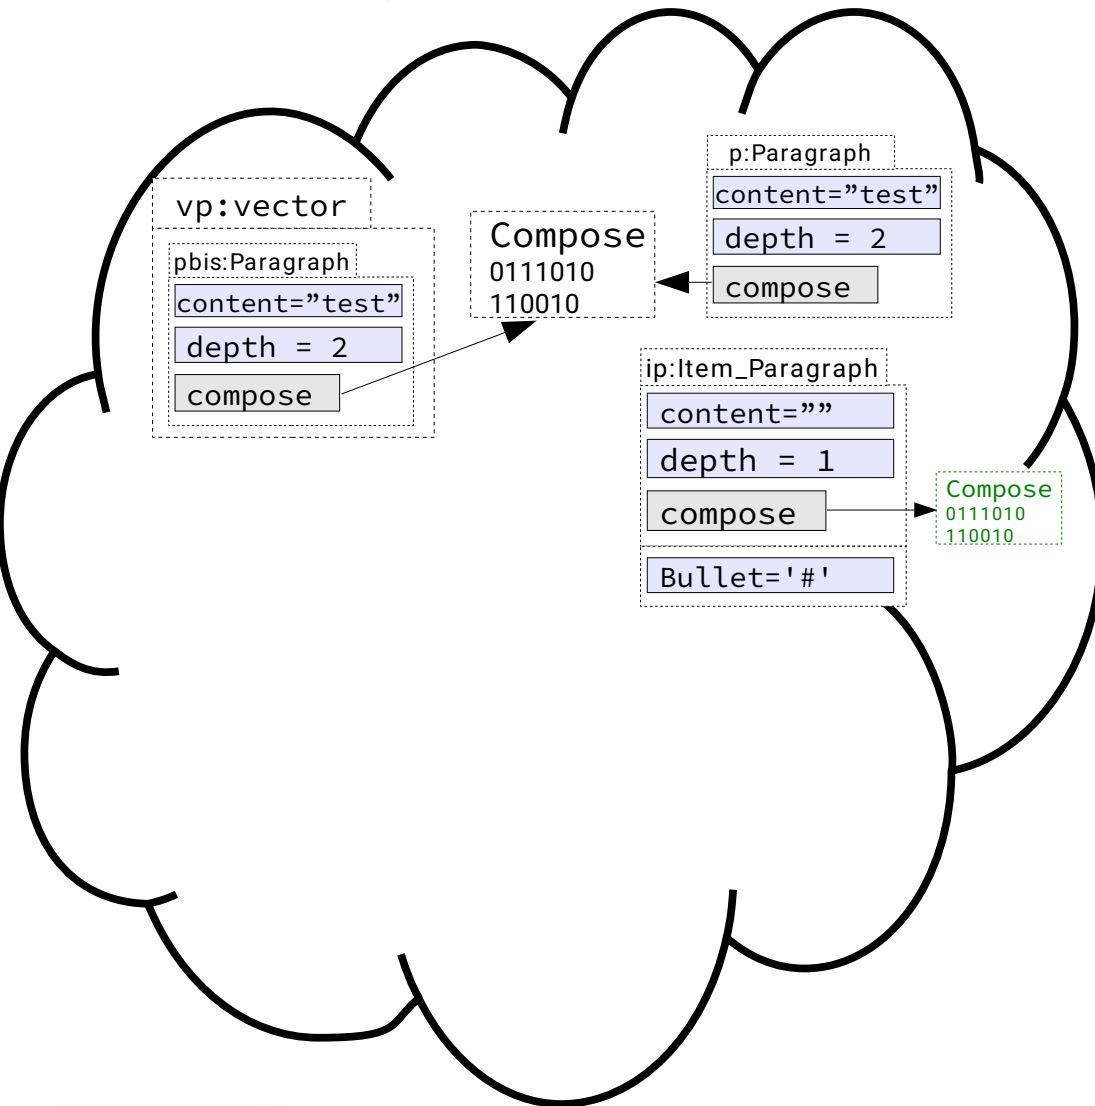 vp:vector
pbis:Paragraph
content=”test”
depth = 2
compose
Compose
0111010
110010
p:Paragraph
content=”test”
depth = 2
compose
ip:Item_Paragraph
content=””
depth = 1
compose
Bullet='#'
Compose
0111010
110010